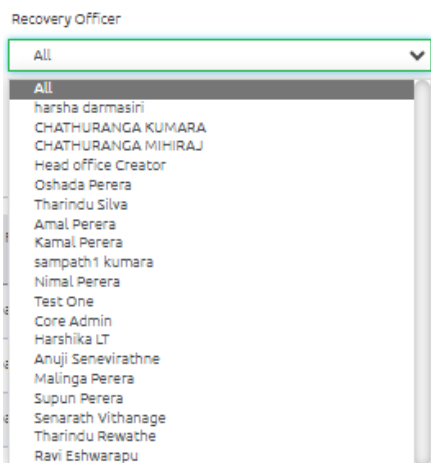 Recovery Officer
All
All
harsha darmasiri
CHATHURANGA KUMARA
CHATHURANGA MIHIRAJ
Head office Creator
Oshada Perera
Tharindu Silva
Amal Perera
Kamal Perera
sampath1 kumara
Nimal Perera
Test One
Core Admin
Harshika LT
Anuji Senevirathne
Malinga Perera
Supun Perera
Senarath Vithanage
Tharindu Rewathe
Ravi Eshwarapu